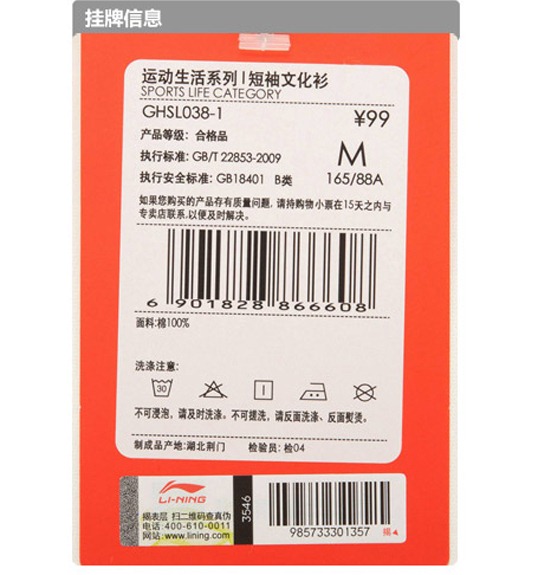 挂牌信息
运动生活系列 | 短袖文化衫
SPORTS LIFE CATEGORY
GHSL038-1 ¥99
产品等级: 合格品
执行标准: GB/T 22853-2009 M
执行安全标准: GB18401 B类 165/88A
如果您购买的产品存有质量问题, 请持购物小票在15天之内与
专卖店联系, 以便及时解决。
6 901828 866608
面料: 棉100%
洗涤注意:
30
不可浸泡, 请及时洗涤。不可搓洗, 请反面洗涤、反面熨烫。
制成品产地: 湖北荆门 检验员: 检04
LI-NING
揭表层 扫二维码查真伪
电话: 400-610-0011
www.lining.com
3546
985733301357
揭